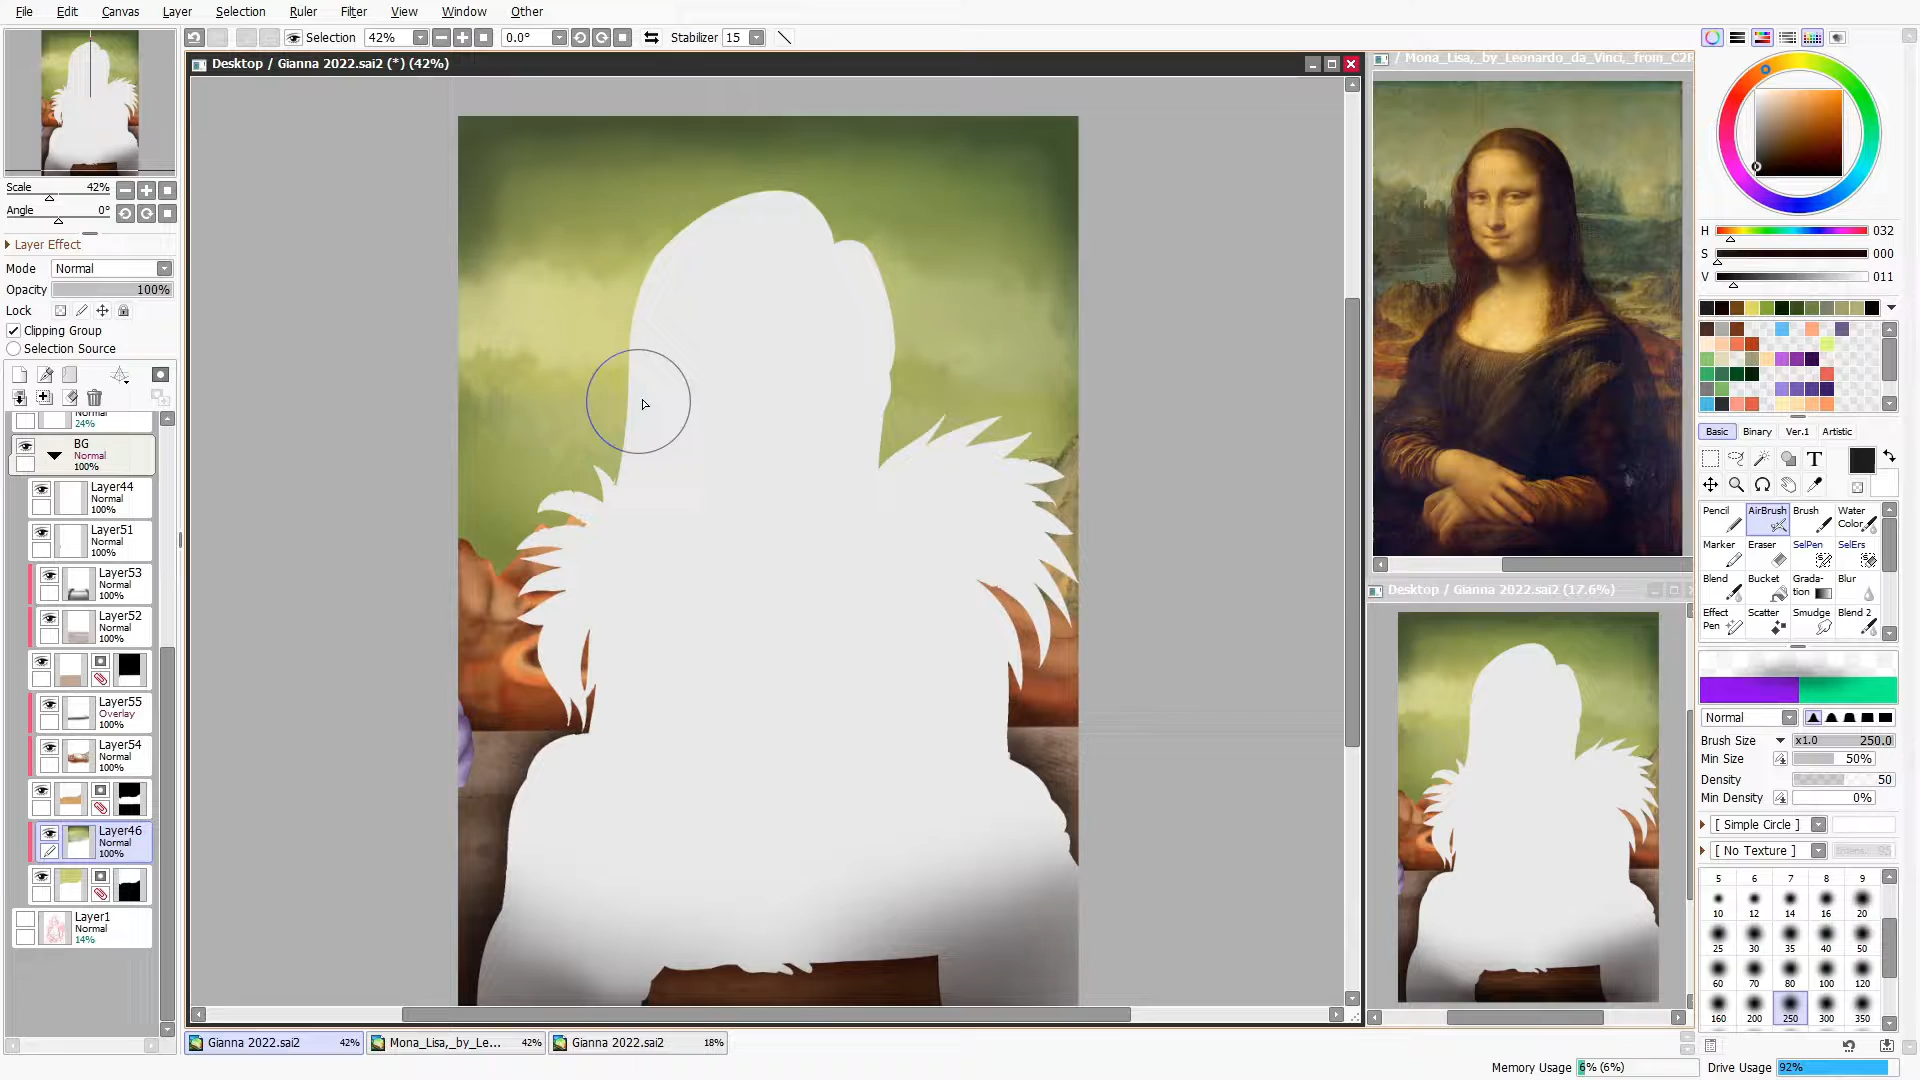 File Edit Canvas Layer Selection Ruler Filter View Window Other
Selection 42% 0.0° Stabilizer 15
Desktop / Gianna 2022.sai2 (*) (42%)
/ Mona_Lisa,_by_Leonardo_da_Vinci,_from_C2R
Scale 42%
Angle 0°
Layer Effect
Mode Normal
Opacity 100%
Lock
Clipping Group
Selection Source
Normal
24%
BG
Normal
100%
Layer44
Normal
100%
Layer51
Normal
100%
Layer53
Normal
100%
Layer52
Normal
100%
Layer55
Overlay
100%
Layer54
Normal
100%
Layer46
Normal
100%
Layer1
Normal
14%
H 032
S 000
V 011
Basic Binary Ver.1 Artistic
T
Pencil AirBrush Brush Water
Color
Marker Eraser SelPen SelErs
Blend Bucket Grada-
tion Blur
Effect
Pen Scatter Smudge Blend 2
Normal
Brush Size x1.0 250.0
Min Size 50%
Density 50
Min Density 0%
[ Simple Circle ]
[ No Texture ]
5 6 7 8 9
10 12 14 16 20
25 30 35 40 50
60 70 80 100 120
160 200 250 300 350
Desktop / Gianna 2022.sai2 (17.6%)
Gianna 2022.sai2 42%
Mona_Lisa,_by_Le... 42%
Gianna 2022.sai2 18%
Memory Usage 6% (6%) Drive Usage 92%